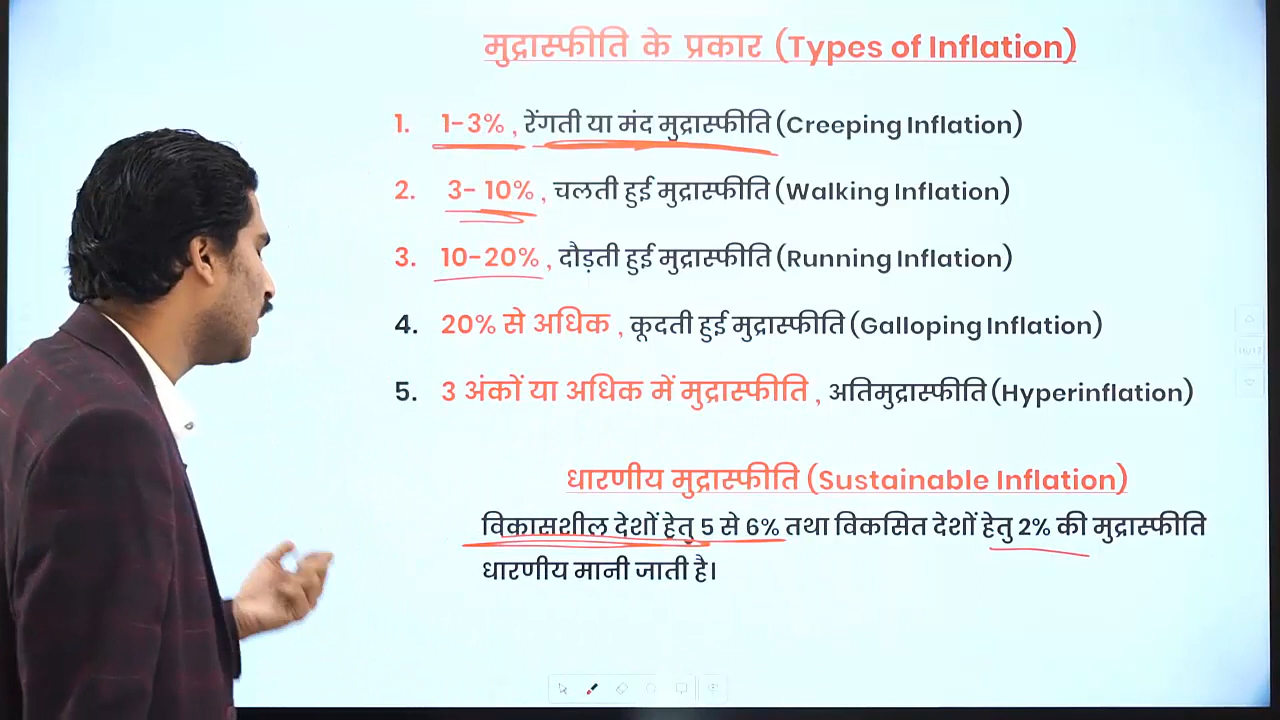 मुद्रास्फीति के प्रकार (Types of Inflation)
1. 1-3% , रेंगती या मंद मुद्रास्फीति (Creeping Inflation)
2. 3- 10% , चलती हुई मुद्रास्फीति (Walking Inflation)
3. 10-20% , दौड़ती हुई मुद्रास्फीति (Running Inflation)
4. 20% से अधिक , कूदती हुई मुद्रास्फीति (Galloping Inflation)
5. 3 अंकों या अधिक में मुद्रास्फीति , अतिमुद्रास्फीति (Hyperinflation)
धारणीय मुद्रास्फीति (Sustainable Inflation)
विकासशील देशों हेतु 5 से 6% तथा विकसित देशों हेतु 2% की मुद्रास्फीति
धारणीय मानी जाती है।